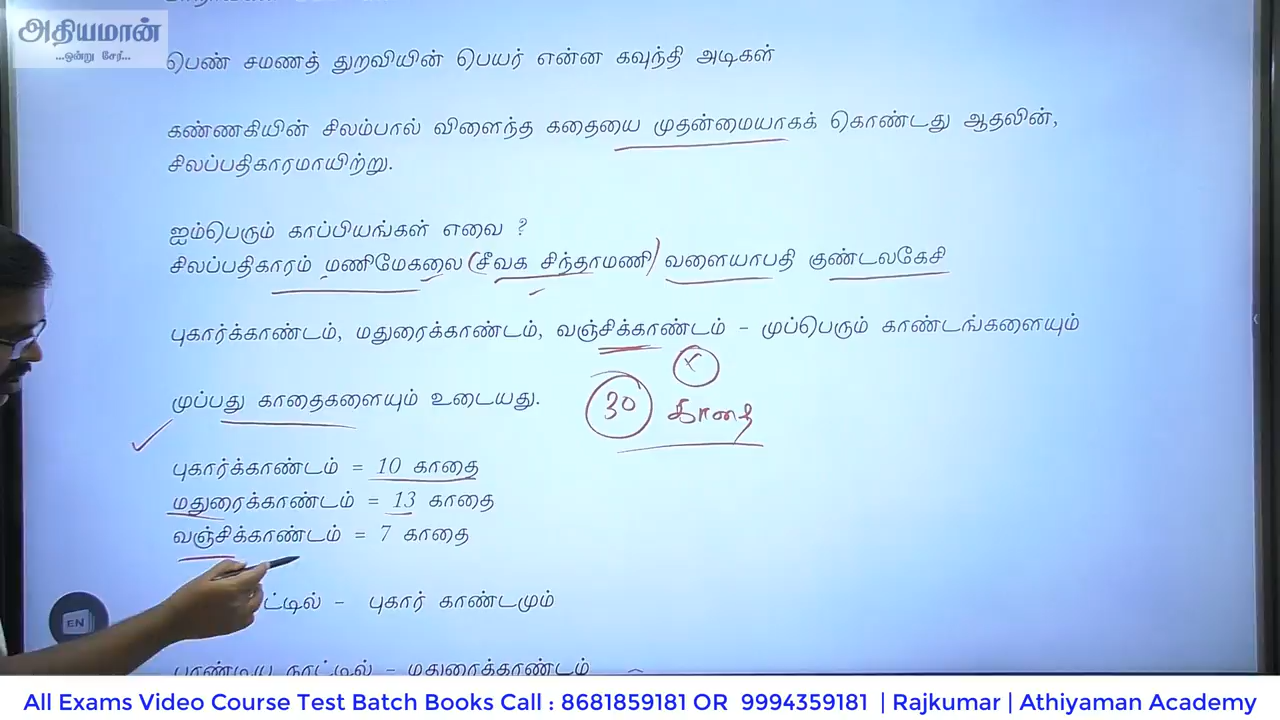 அதியமான்
...ஒன்று சேர்...
பெண் சமணத் துறவியின் பெயர் என்ன கவுந்தி அடிகள்
கண்ணகியின் சிலம்பால் விளைந்த கதையை முதன்மையாகக் கொண்டது ஆதலின்,
சிலப்பதிகாரமாயிற்று.
ஐம்பெரும் காப்பியங்கள் எவை ?
சிலப்பதிகாரம் மணிமேகலை (சீவக சிந்தாமணி) வளையாபதி குண்டலகேசி
புகார்க்காண்டம், மதுரைக்காண்டம், வஞ்சிக்காண்டம் - முப்பெரும் காண்டங்களையும்
முப்பது காதைகளையும் உடையது.
30 காதை
புகார்க்காண்டம் = 10 காதை
மதுரைக்காண்டம் = 13 காதை
வஞ்சிக்காண்டம் = 7 காதை
ட்டில் - புகார் காண்டமும்
பாண்டிய நாட்டில் - மதுரைக்காண்டம்
EN
All Exams Video Course Test Batch Books Call : 8681859181 OR 9994359181 | Rajkumar | Athiyaman Academy